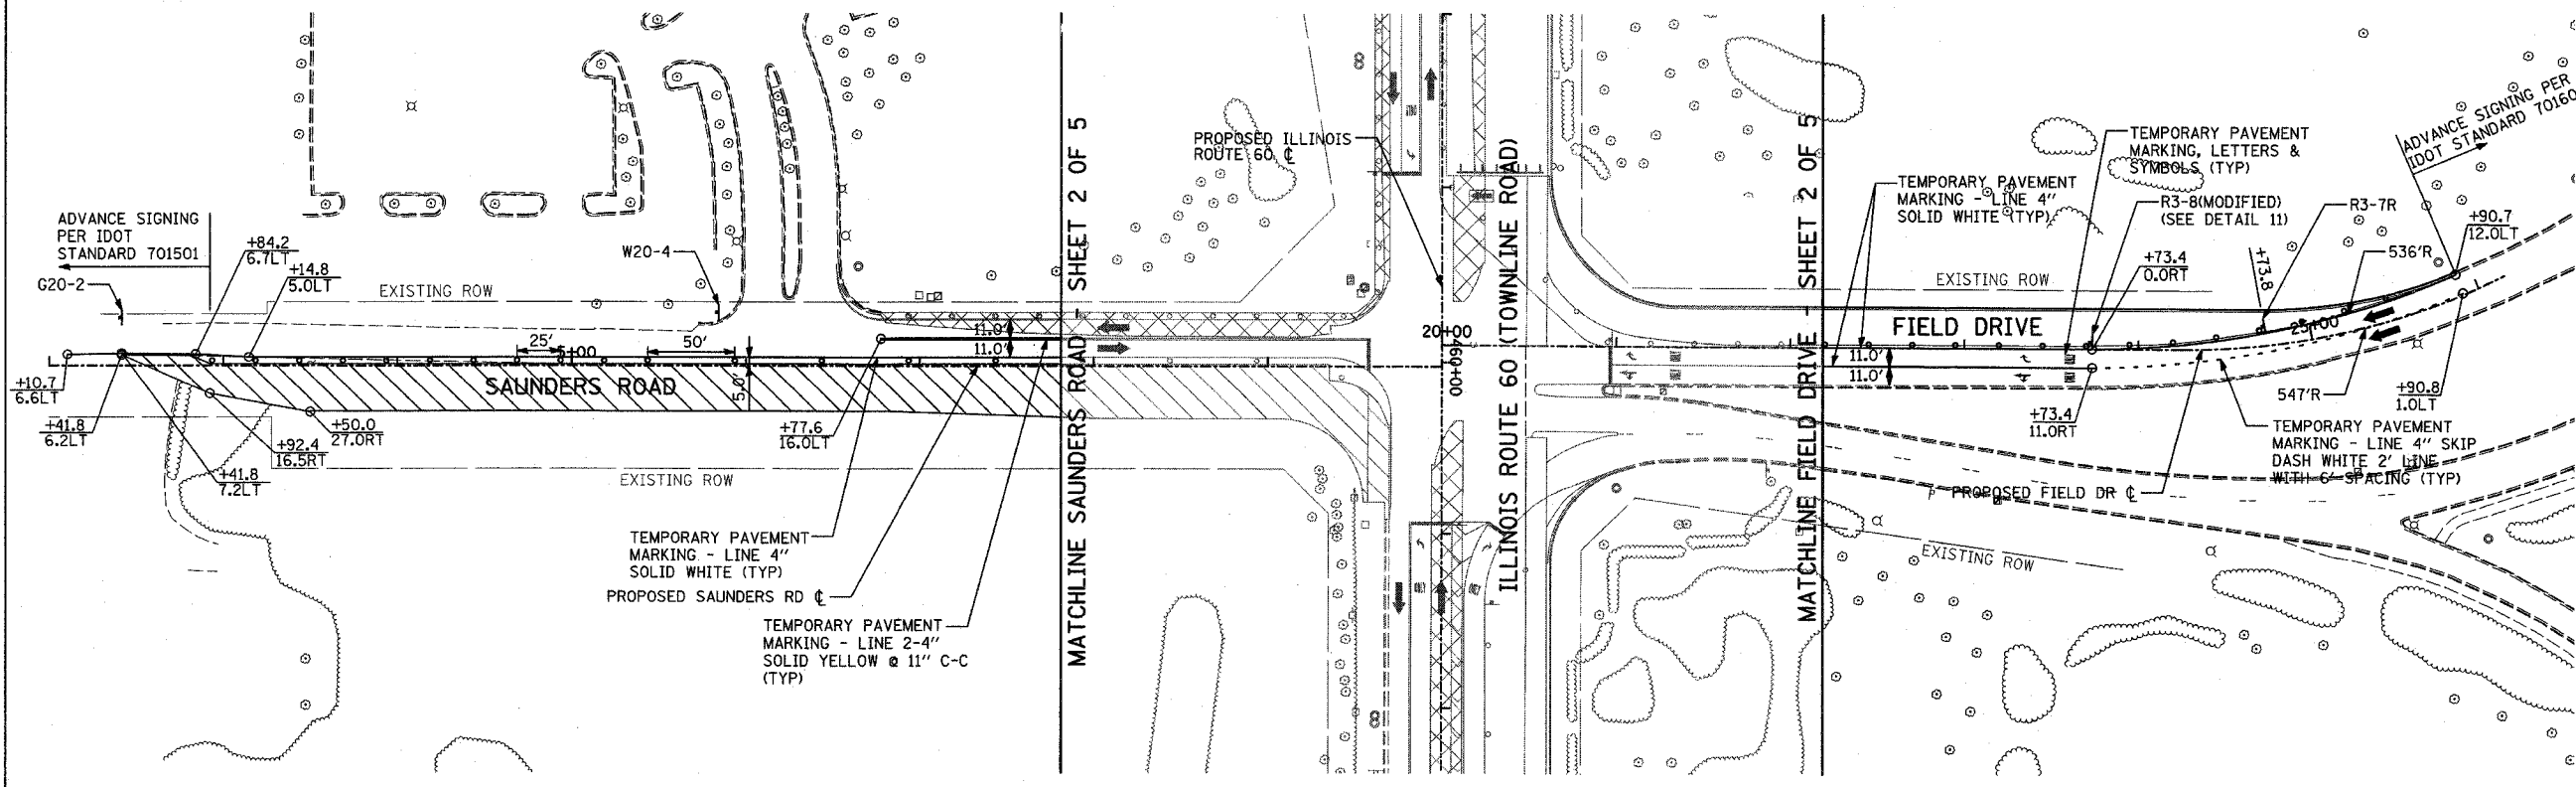 ADVANCE SIGNING
PER IDOT
STANDARD 701501
G20-2
+84.2
6.7LT
+14.8
5.0LT
EXISTING ROW
W20-4
+10.7
6.6LT
+41.8
6.2LT
+41.8
7.2LT
+92.4
16.5RT
+50.0
27.0RT
25'
5+00
50'
SAUNDERS ROAD
5.0'
11.0'
11.0'
+77.6
16.0LT
EXISTING ROW
TEMPORARY PAVEMENT
MARKING - LINE 4"
SOLID WHITE (TYP)
PROPOSED SAUNDERS RD ℄
TEMPORARY PAVEMENT
MARKING - LINE 2-4"
SOLID YELLOW @ 11" C-C
(TYP)
MATCHLINE SAUNDERS ROAD - SHEET 2 OF 5
PROPOSED ILLINOIS
ROUTE 60 ℄
20+00
460+00
ILLINOIS ROUTE 60 (TOWNLINE ROAD)
MATCHLINE FIELD DRIVE - SHEET 2 OF 5
TEMPORARY PAVEMENT
MARKING - LINE 4"
SOLID WHITE (TYP)
TEMPORARY PAVEMENT
MARKING, LETTERS &
SYMBOLS (TYP)
R3-8(MODIFIED)
(SEE DETAIL 11)
+73.4
0.0RT
EXISTING ROW
FIELD DRIVE
11.0'
11.0'
+73.4
11.0RT
+73.8
R3-7R
536'R
25+00
547'R
ADVANCE SIGNING PER
IDOT STANDARD 70160
+90.7
12.0LT
+90.8
1.0LT
TEMPORARY PAVEMENT
MARKING - LINE 4" SKIP
DASH WHITE 2' LINE
WITH 6' SPACING (TYP)
PROPOSED FIELD DR ℄
EXISTING ROW